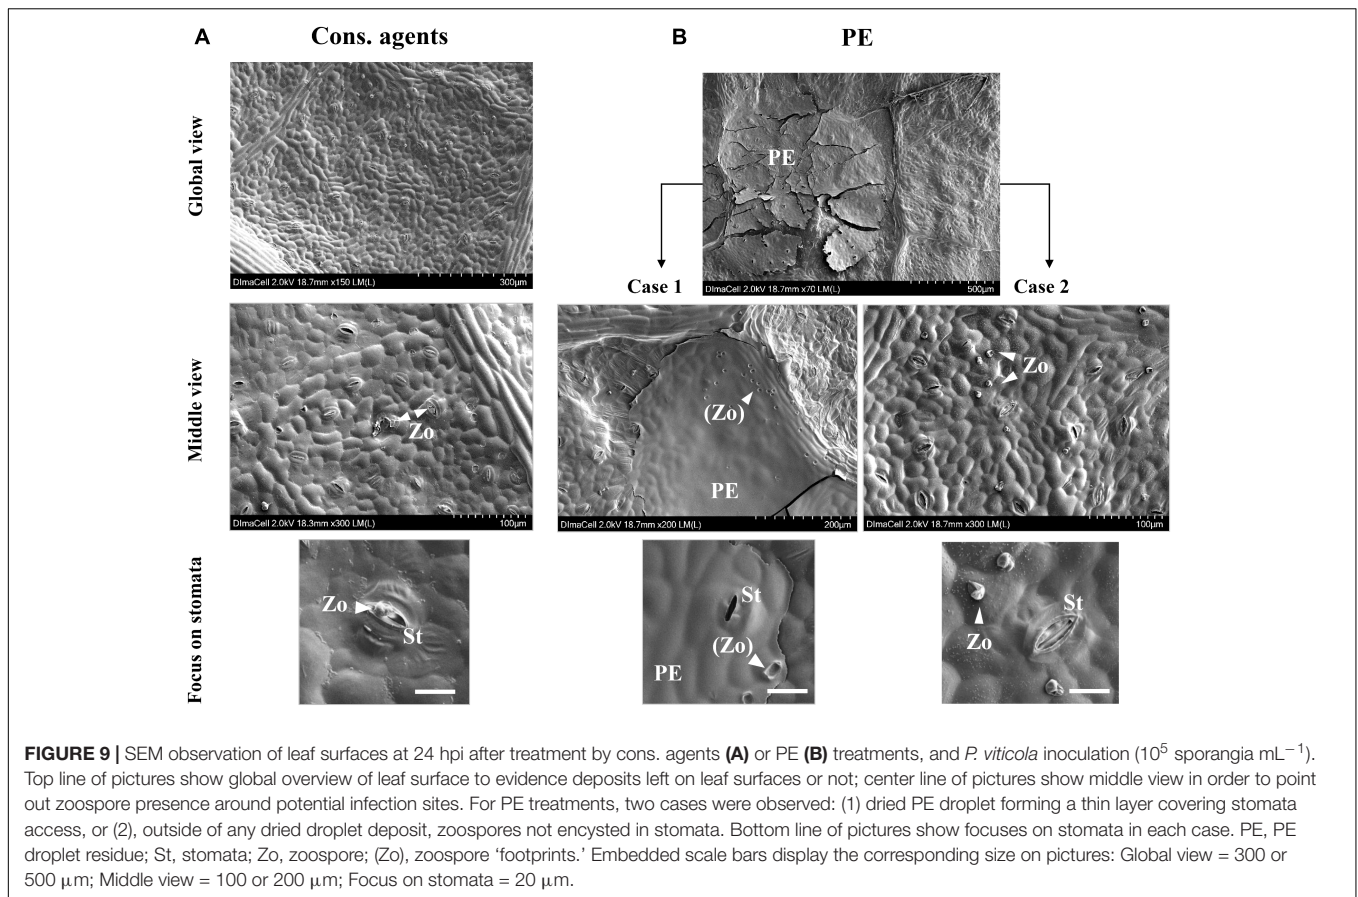 A
Cons. agents
B
PE
Global view
PE
DImaCell 2.0kV 18.7mm x150 LM(L)
300µm
Case 1
DImaCell 2.0kV 18.7mm x70 LM(L)
500µm
Case 2
Middle view
Zo
DImaCell 2.0kV 18.3mm x300 LM(L)
100µm
(Zo)
PE
DImaCell 2.0kV 18.7mm x200 LM(L)
200µm
Zo
DImaCell 2.0kV 18.7mm x300 LM(L)
100µm
Focus on stomata
Zo
St
St
(Zo)
PE
St
Zo
FIGURE 9 | SEM observation of leaf surfaces at 24 hpi after treatment by cons. agents (A) or PE (B) treatments, and P. viticola inoculation (10⁵ sporangia mL⁻¹).
Top line of pictures show global overview of leaf surface to evidence deposits left on leaf surfaces or not; center line of pictures show middle view in order to point
out zoospore presence around potential infection sites. For PE treatments, two cases were observed: (1) dried PE droplet forming a thin layer covering stomata
access, or (2), outside of any dried droplet deposit, zoospores not encysted in stomata. Bottom line of pictures show focuses on stomata in each case. PE, PE
droplet residue; St, stomata; Zo, zoospore; (Zo), zoospore ‘footprints.’ Embedded scale bars display the corresponding size on pictures: Global view = 300 or
500 µm; Middle view = 100 or 200 µm; Focus on stomata = 20 µm.